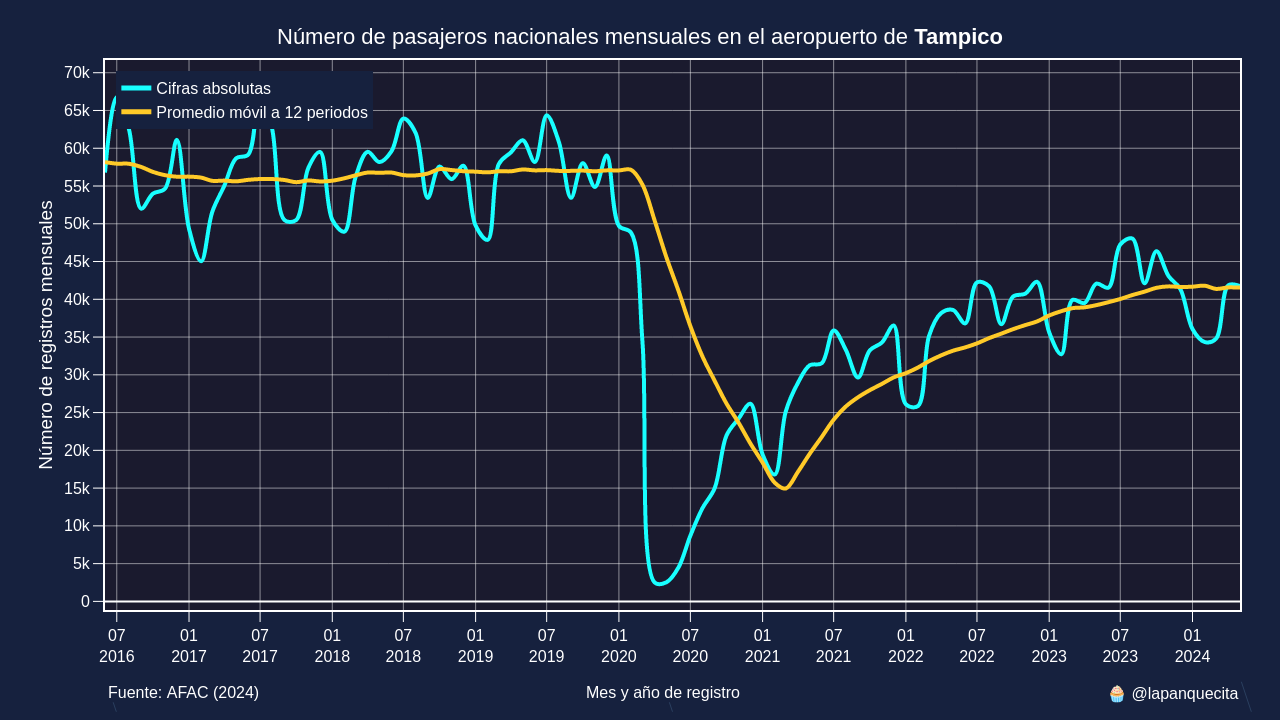 Número de pasajeros nacionales mensuales en el aeropuerto de Tampico
Cifras absolutas
Promedio móvil a 12 periodos
Número de registros mensuales
70k
65k
60k
55k
50k
45k
40k
35k
30k
25k
20k
15k
10k
5k
0
07 01 07 01 07 01 07 01 07 01 07 01 07 01 07 01
2016 2017 2017 2018 2018 2019 2019 2020 2020 2021 2021 2022 2022 2023 2023 2024
Fuente: AFAC (2024)
Mes y año de registro
🧁 @lapanquecita